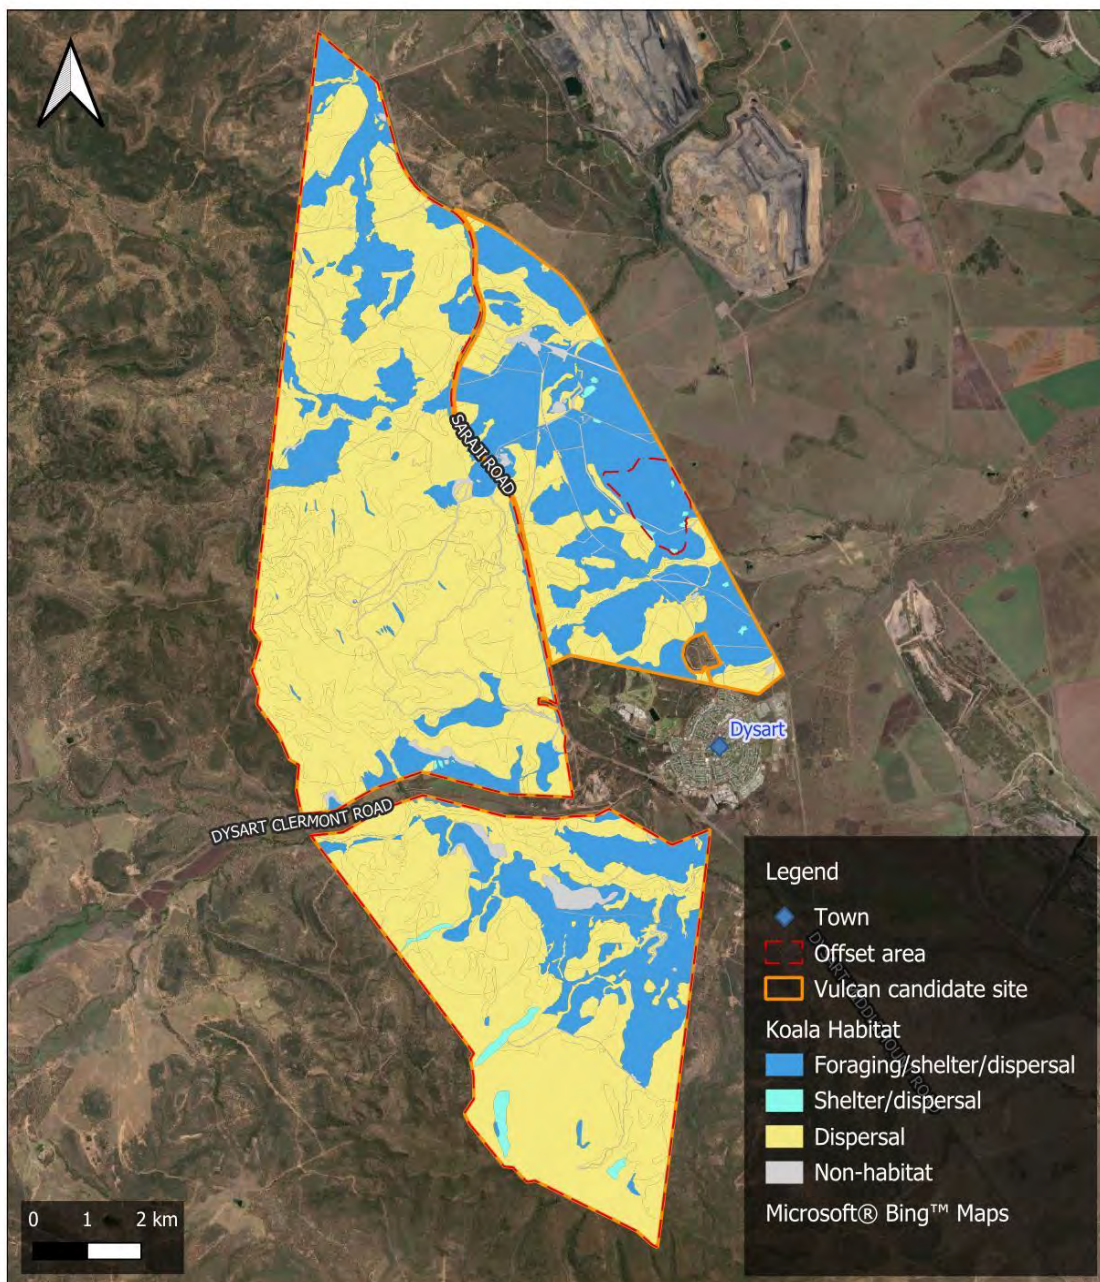 SARAJI ROAD
Dysart
DYSART CLERMONT ROAD
Legend
Town
Offset area
Vulcan candidate site
Koala Habitat
Foraging/shelter/dispersal
Shelter/dispersal
Dispersal
Non-habitat
Microsoft® Bing™ Maps
0 1 2 km